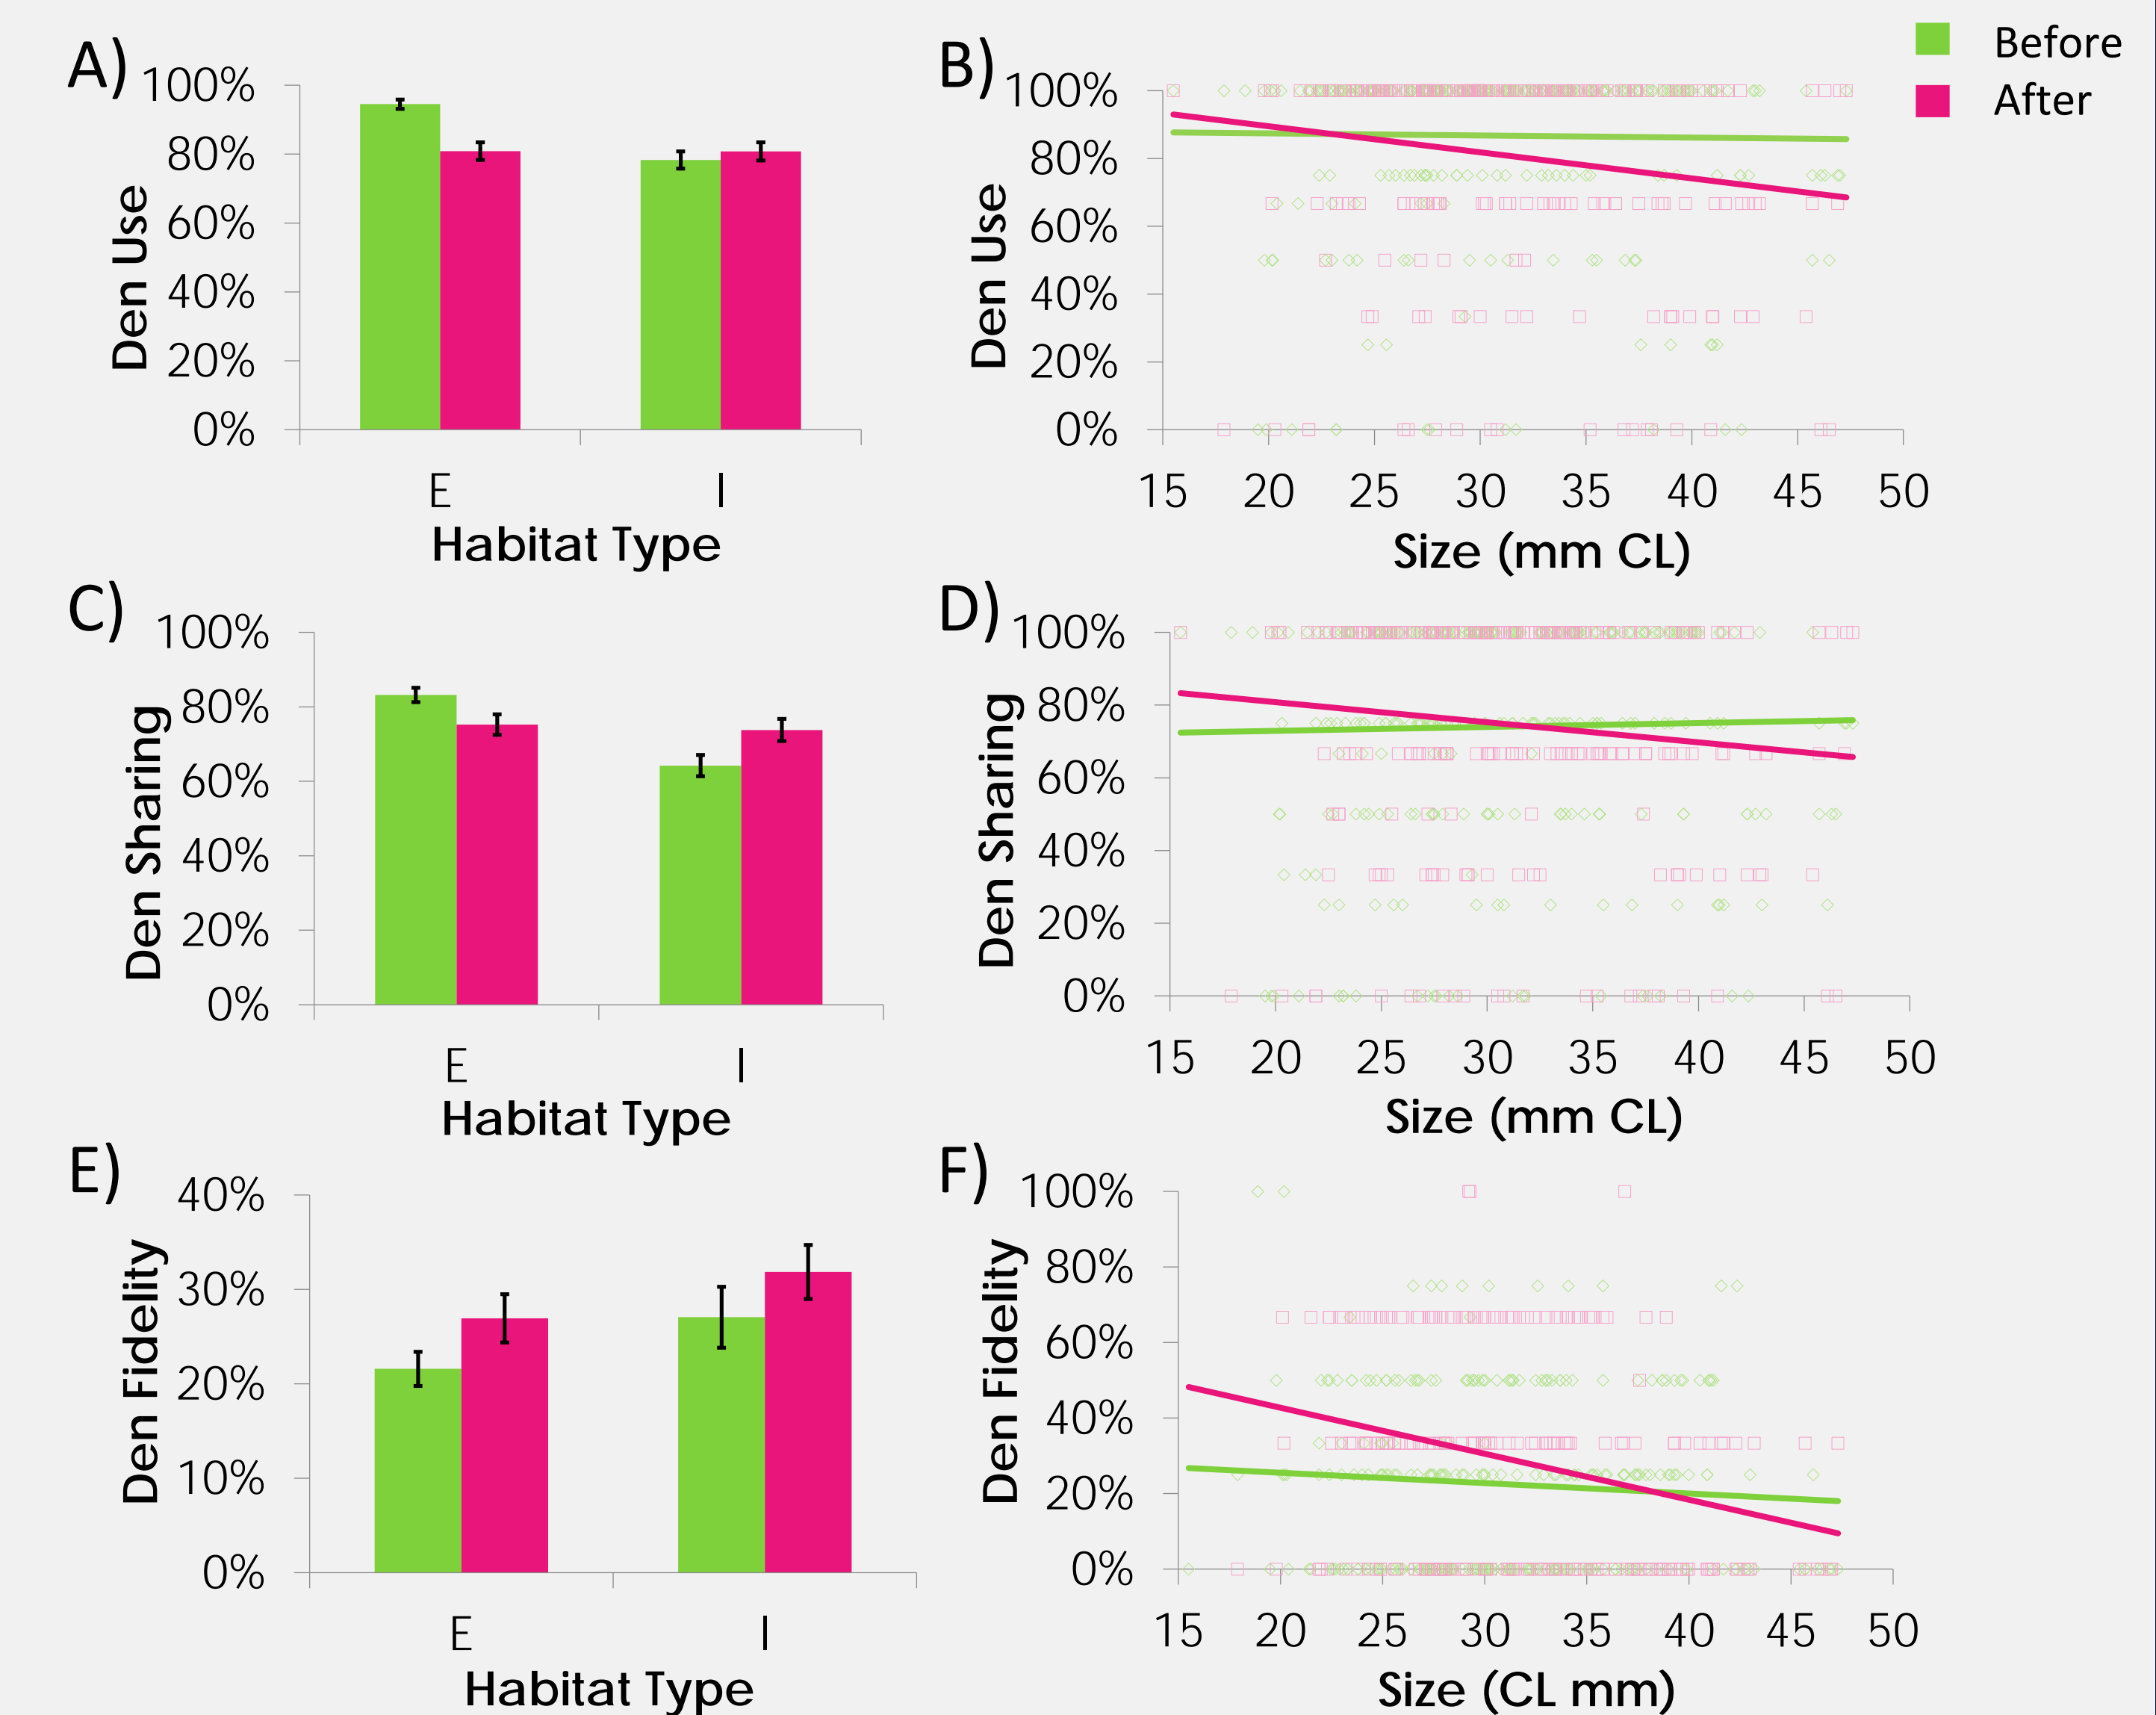 Before
After
A)
100%
80%
60%
40%
20%
0%
Den Use
E I
Habitat Type
B)
100%
80%
60%
40%
20%
0%
Den Use
15 20 25 30 35 40 45 50
Size (mm CL)
C)
100%
80%
60%
40%
20%
0%
Den Sharing
E I
Habitat Type
D)
100%
80%
60%
40%
20%
0%
Den Sharing
15 20 25 30 35 40 45 50
Size (mm CL)
E)
40%
30%
20%
10%
0%
Den Fidelity
E I
Habitat Type
F)
100%
80%
60%
40%
20%
0%
Den Fidelity
15 20 25 30 35 40 45 50
Size (CL mm)